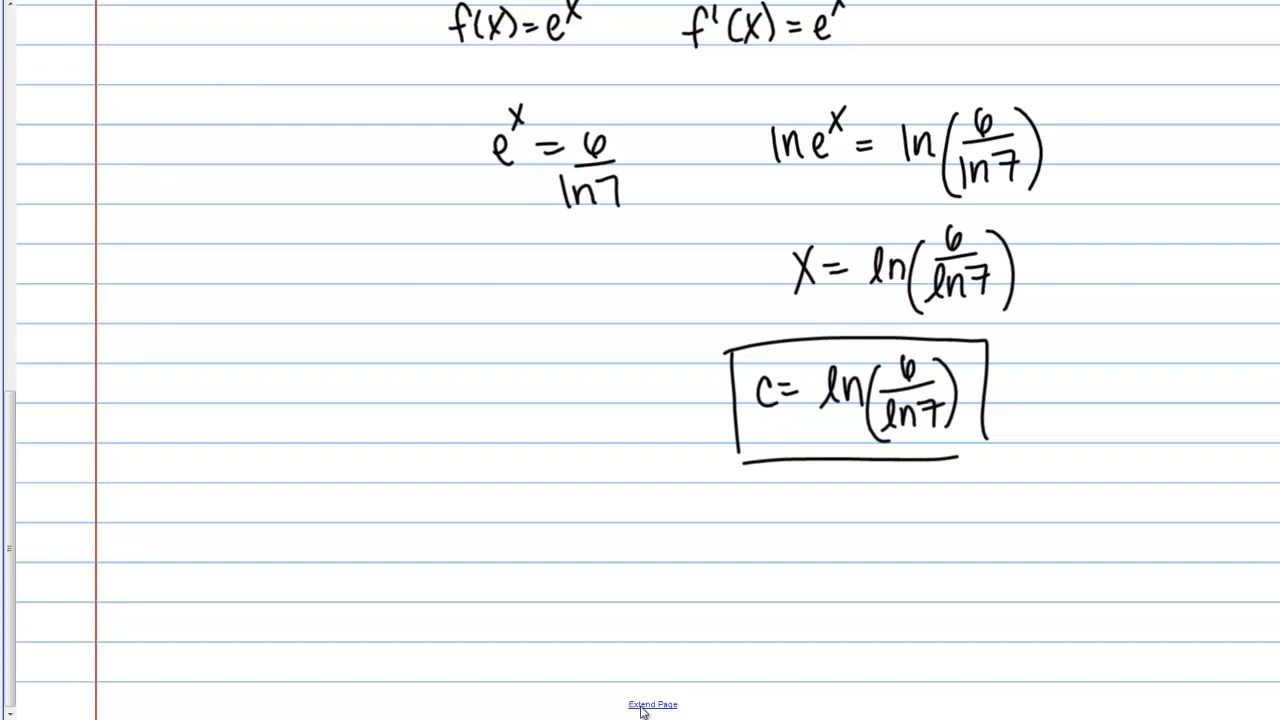 f(x) = e^x    f'(x) = e^x
e^x = 6/ln7    ln e^x = ln(6/ln7)
x = ln(6/ln7)
c = ln(6/ln7)
Extend Page